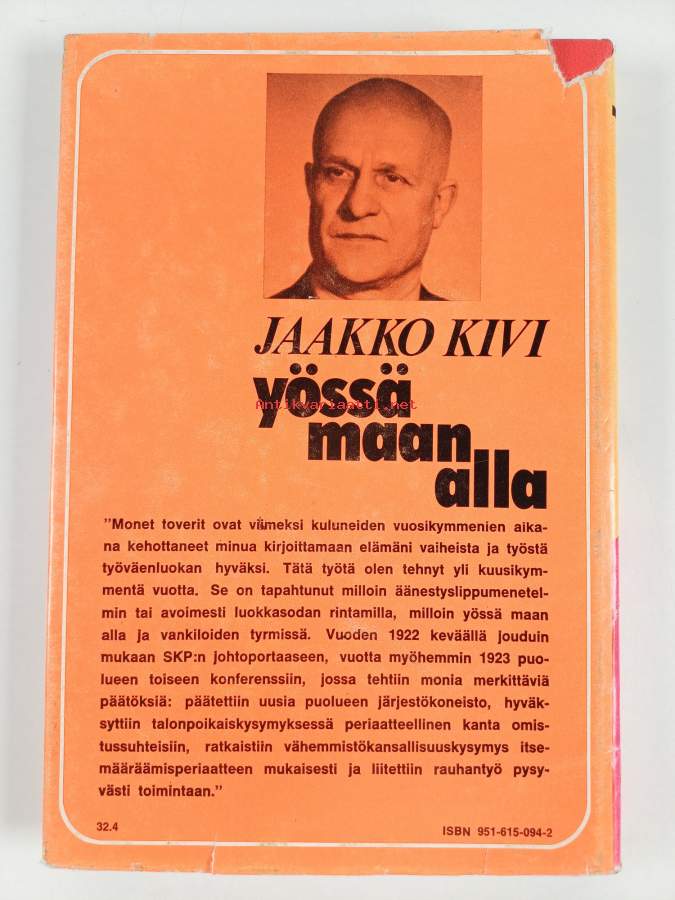 JAAKKO KIVI
yössä
Antikvariaatti.net
maan
alla
"Monet toverit ovat viimeksi kuluneiden vuosikymmenien aika-
na kehottaneet minua kirjoittamaan elämäni vaiheista ja työstä
työväenluokan hyväksi. Tätä työtä olen tehnyt yli kuusikym-
mentä vuotta. Se on tapahtunut milloin äänestyslippumenetel-
min tai avoimesti luokkasodan rintamilla, milloin yössä maan
alla ja vankiloiden tyrmissä. Vuoden 1922 keväällä jouduin
mukaan SKP:n johtoportaaseen, vuotta myöhemmin 1923 puo-
lueen toiseen konferenssiin, jossa tehtiin monia merkittäviä
päätöksiä: päätettiin uusia puolueen järjestökoneisto, hyväk-
syttiin talonpoikaiskysymyksessä periaatteellinen kanta omis-
tussuhteisiin, ratkaistiin vähemmistökansallisuuskysymys itse-
määräämisperiaatteen mukaisesti ja liitettiin rauhantyö pysy-
västi toimintaan."
32.4
ISBN 951-615-094-2